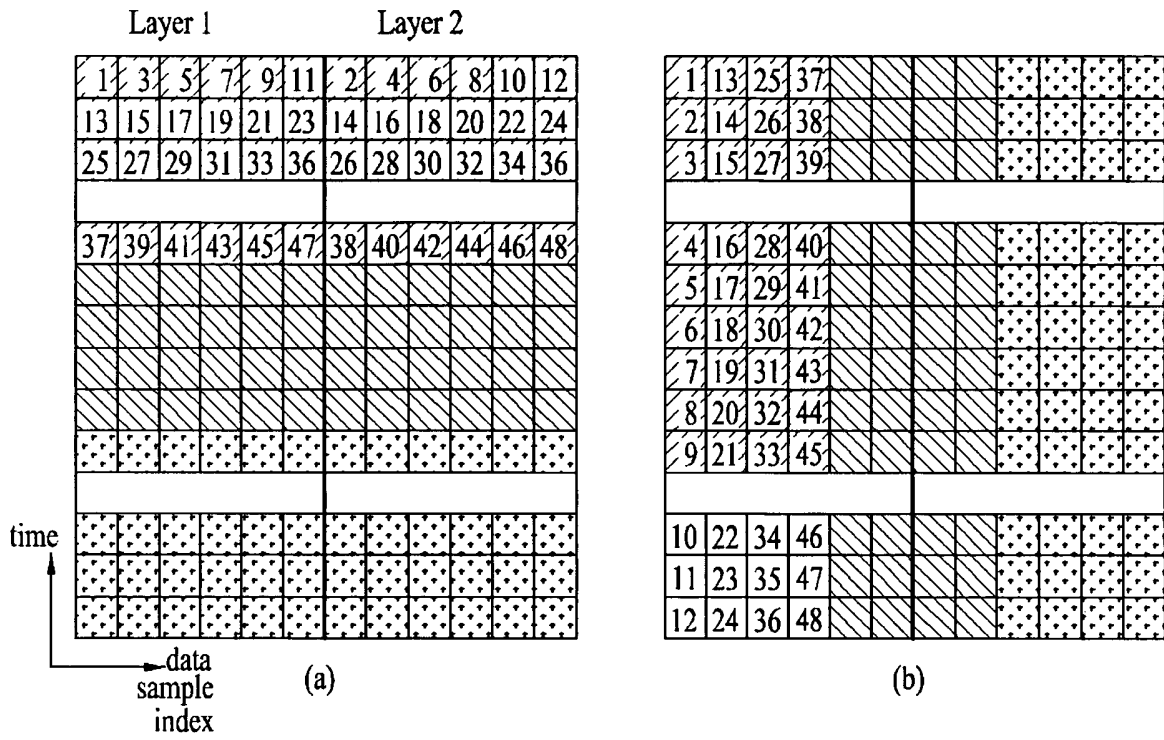 Layer 1 Layer 2
1 3 5 7 9 11 2 4 6 8 10 12
13 15 17 19 21 23 14 16 18 20 22 24
25 27 29 31 33 36 26 28 30 32 34 36
37 39 41 43 45 47 38 40 42 44 46 48
time
data
sample
index
(a)
1 13 25 37
2 14 26 38
3 15 27 39
4 16 28 40
5 17 29 41
6 18 30 42
7 19 31 43
8 20 32 44
9 21 33 45
10 22 34 46
11 23 35 47
12 24 36 48
(b)